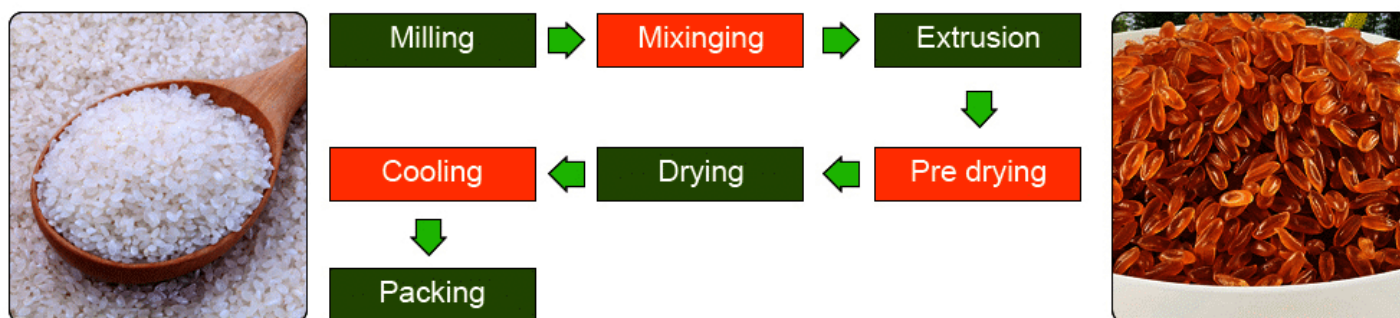 Milling
Mixinging
Extrusion
Pre drying
Drying
Cooling
Packing